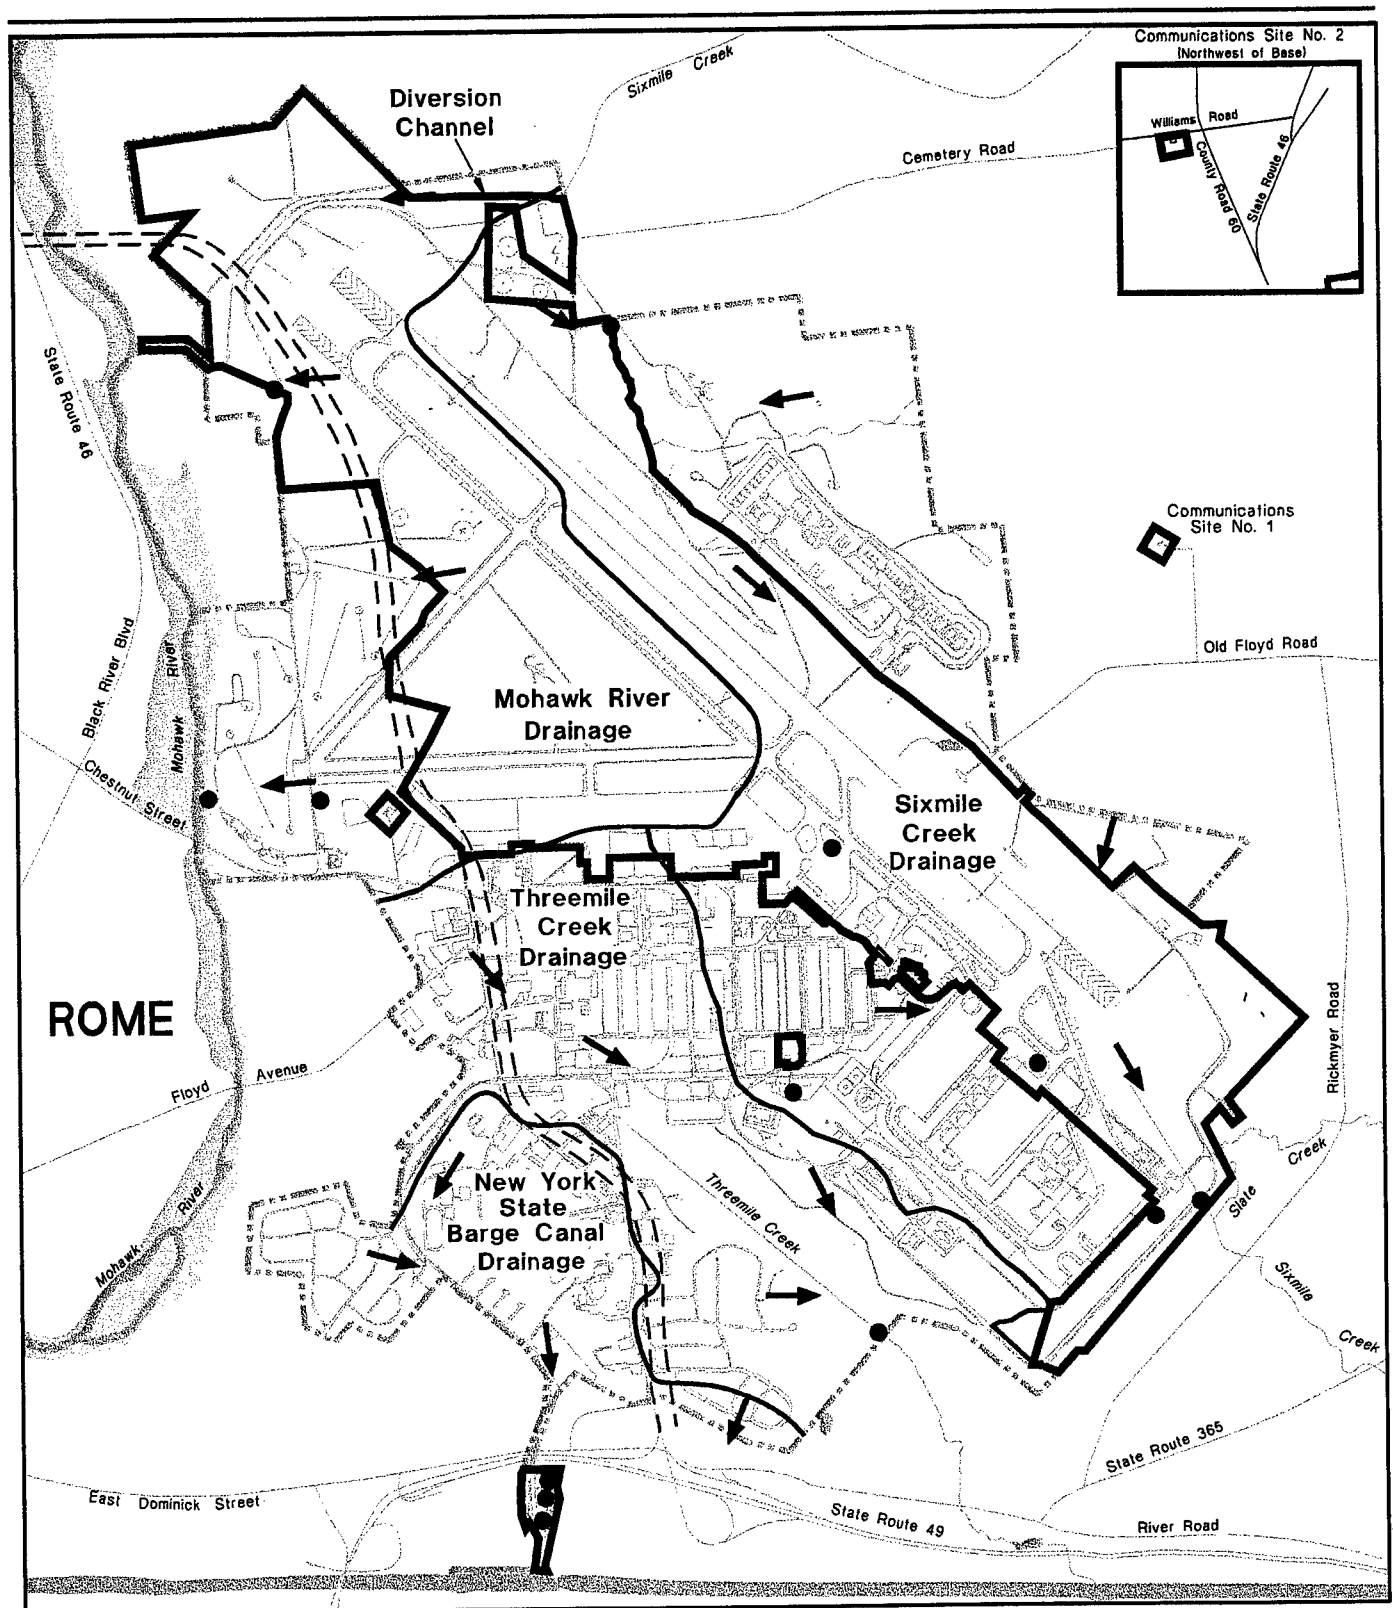 Communications Site No. 2
(Northwest of Base)
Sixmile Creek
Diversion
Channel
Williams Road
Cemetery Road
County Road 60
State Route 46
State Route 46
Communications
Site No. 1
Black River Blvd
River
Mohawk
Old Floyd Road
Mohawk River
Drainage
Chestnut Street
Sixmile
Creek
Drainage
Threemile
Creek
Drainage
ROME
Rickmyer Road
Floyd Avenue
New York
State
Barge Canal
Drainage
Threemile Creek
Slate Creek
Mohawk River
Sixmile Creek
State Route 365
East Dominick Street
State Route 49
River Road